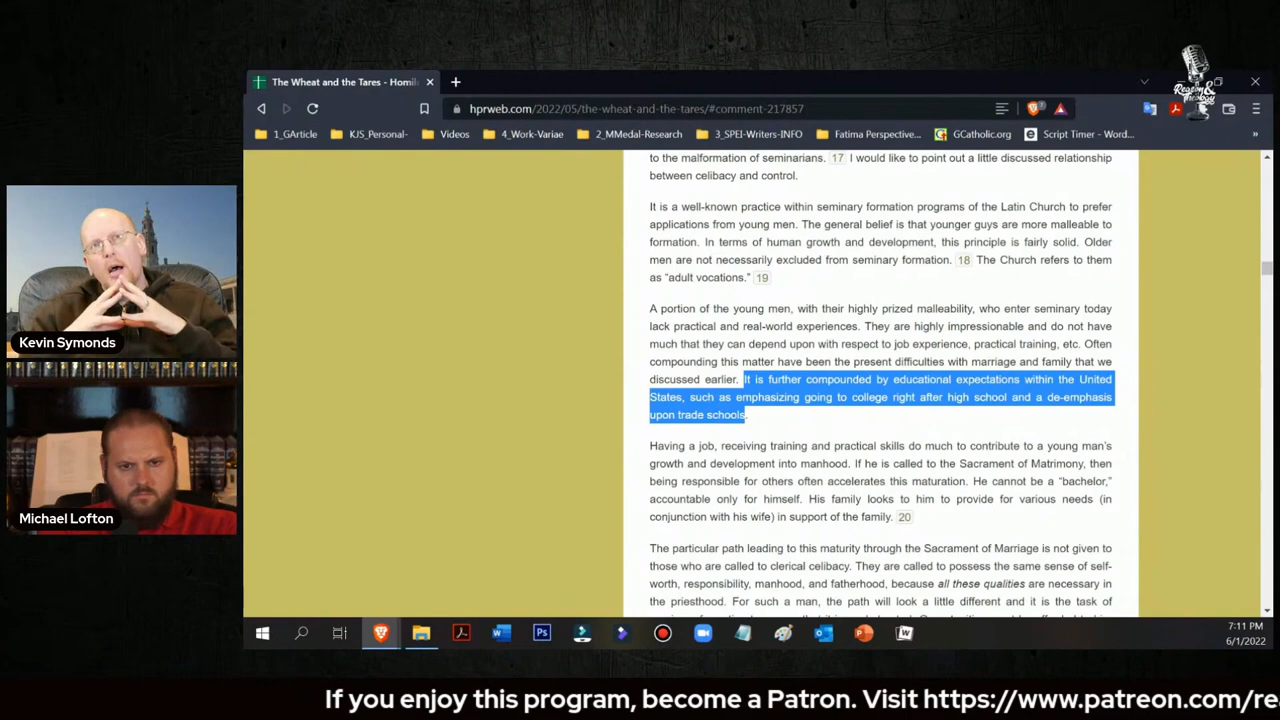 Reason &
Theology
The Wheat and the Tares - Homil
hprweb.com/2022/05/the-wheat-and-the-tares/#comment-217857
1_GArticle KJS_Personal- Videos 4_Work-Variae 2_MMedal-Research 3_SPEI-Writers-INFO Fatima Perspective... GCatholic.org Script Timer - Word... »
to the malformation of seminarians. 17 I would like to point out a little discussed relationship
between celibacy and control.
It is a well-known practice within seminary formation programs of the Latin Church to prefer
applications from young men. The general belief is that younger guys are more malleable to
formation. In terms of human growth and development, this principle is fairly solid. Older
men are not necessarily excluded from seminary formation. 18 The Church refers to them
as “adult vocations.” 19
A portion of the young men, with their highly prized malleability, who enter seminary today
lack practical and real-world experiences. They are highly impressionable and do not have
much that they can depend upon with respect to job experience, practical training, etc. Often
compounding this matter have been the present difficulties with marriage and family that we
discussed earlier. It is further compounded by educational expectations within the United
States, such as emphasizing going to college right after high school and a de-emphasis
upon trade schools.
Having a job, receiving training and practical skills do much to contribute to a young man’s
growth and development into manhood. If he is called to the Sacrament of Matrimony, then
being responsible for others often accelerates this maturation. He cannot be a “bachelor,”
accountable only for himself. His family looks to him to provide for various needs (in
conjunction with his wife) in support of the family. 20
The particular path leading to this maturity through the Sacrament of Marriage is not given to
those who are called to clerical celibacy. They are called to possess the same sense of self-
worth, responsibility, manhood, and fatherhood, because all these qualities are necessary in
the priesthood. For such a man, the path will look a little different and it is the task of
Kevin Symonds
Michael Lofton
7:11 PM
6/1/2022
If you enjoy this program, become a Patron. Visit https://www.patreon.com/re